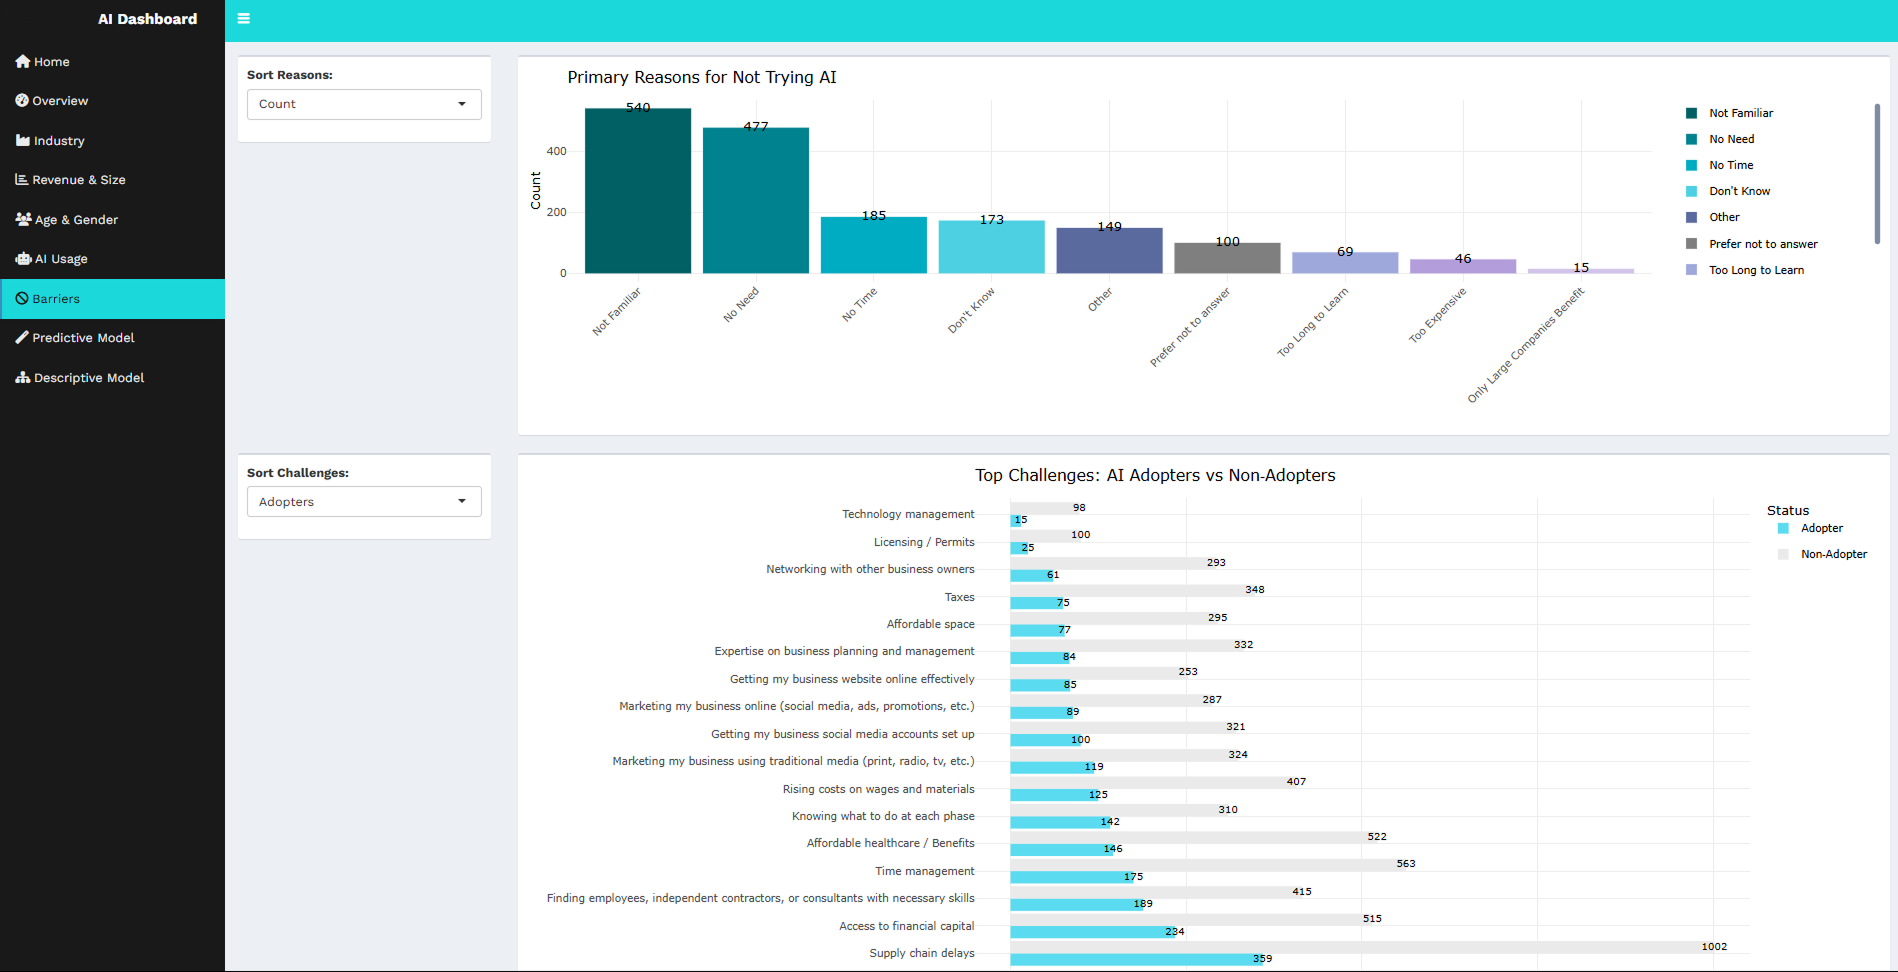 AI Dashboard
Home
Overview
Industry
Revenue & Size
Age & Gender
AI Usage
Barriers
Predictive Model
Descriptive Model
Sort Reasons:
Count
Primary Reasons for Not Trying AI
Count
400
200
0
540
477
185
173
149
100
69
46
15
Not Familiar
No Need
No Time
Don't Know
Other
Prefer not to answer
Too Long to Learn
Too Expensive
Only Large Companies Benefit
Not Familiar
No Need
No Time
Don't Know
Other
Prefer not to answer
Too Long to Learn
Sort Challenges:
Adopters
Top Challenges: AI Adopters vs Non-Adopters
Status
Adopter
Non-Adopter
Technology management 98 15
Licensing / Permits 100 25
Networking with other business owners 293 61
Taxes 348 75
Affordable space 295 77
Expertise on business planning and management 332 84
Getting my business website online effectively 253 85
Marketing my business online (social media, ads, promotions, etc.) 287 89
Getting my business social media accounts set up 321 100
Marketing my business using traditional media (print, radio, tv, etc.) 324 119
Rising costs on wages and materials 407 125
Knowing what to do at each phase 310 142
Affordable healthcare / Benefits 522 146
Time management 563 175
Finding employees, independent contractors, or consultants with necessary skills 415 189
Access to financial capital 515 234
Supply chain delays 1002 359